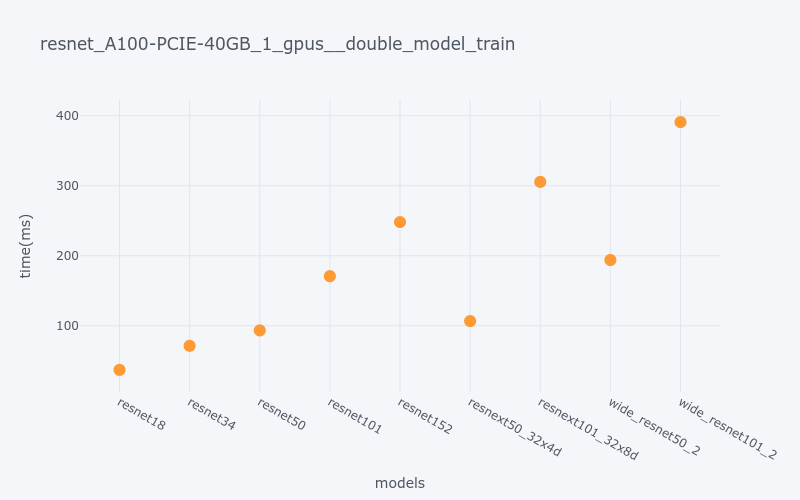 resnet_A100-PCIE-40GB_1_gpus__double_model_train
time(ms)
400
300
200
100
resnet18
resnet34
resnet50
resnet101
resnet152
resnext50_32x4d
resnext101_32x8d
wide_resnet50_2
wide_resnet101_2
models